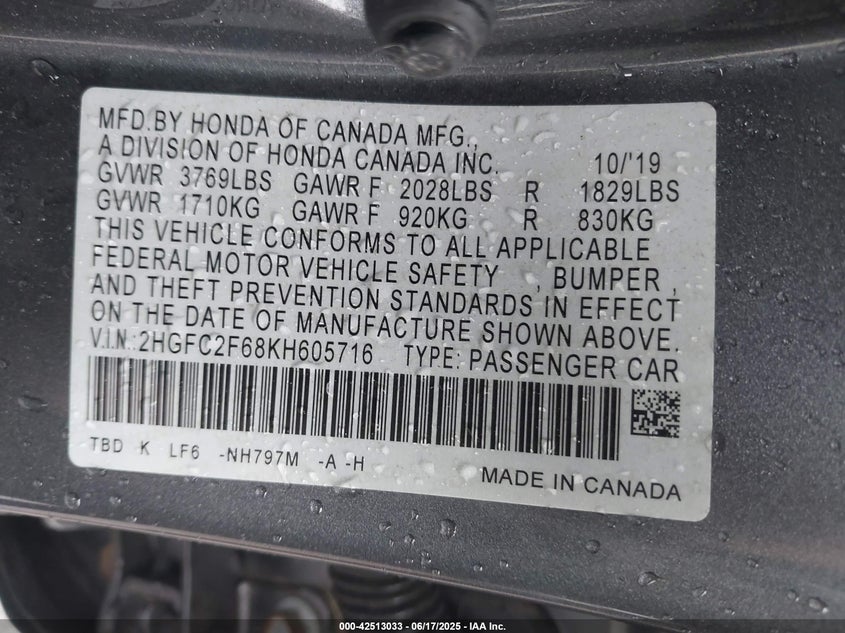 MFD.BY HONDA OF CANADA MFG.,
A DIVISION OF HONDA CANADA INC. 10/'19
GVWR 3769LBS GAWR F 2028LBS R 1829LBS
GVWR 1710KG GAWR F 920KG R 830KG
THIS VEHICLE CONFORMS TO ALL APPLICABLE
FEDERAL MOTOR VEHICLE SAFETY , BUMPER ,
AND THEFT PREVENTION STANDARDS IN EFFECT
ON THE DATE OF MANUFACTURE SHOWN ABOVE.
V.I.N.:2HGFC2F68KH605716 TYPE: PASSENGER CAR
TBD K LF6 -NH797M -A -H
MADE IN CANADA
000-42513033 - 06/17/2025 - IAA Inc.